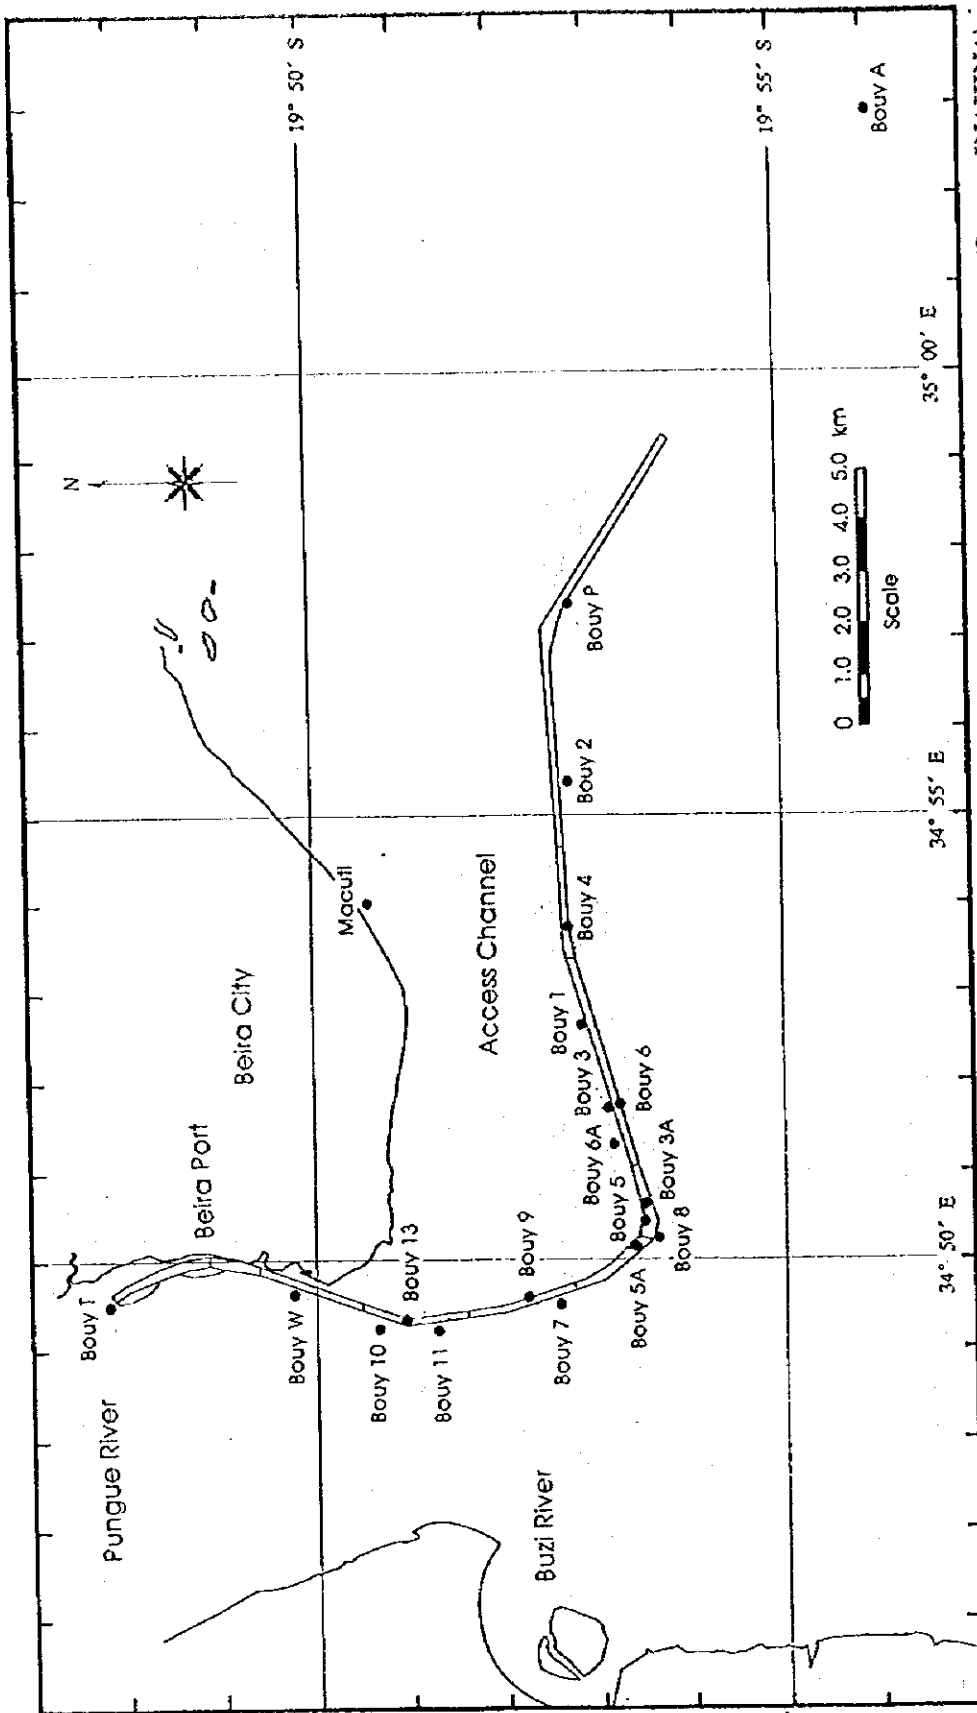 N
19° 50′ S
Pungue River
Bouy T
Beira Port
Beira City
Macuti
Bouy W
Bouy 10
Bouy 13
Bouy 11
Access Channel
Buzi River
Bouy 9
Bouy 7
Bouy 1
Bouy 3
Bouy 6A
Bouy 5
Bouy 5A
Bouy 8
Bouy 3A
Bouy 6
Bouy 4
Bouy 2
Bouy P
19° 55′ S
Bouy A
0 1.0 2.0 3.0 4.0 5.0 km
Scale
34° 50′ E
34° 55′ E
35° 00′ E